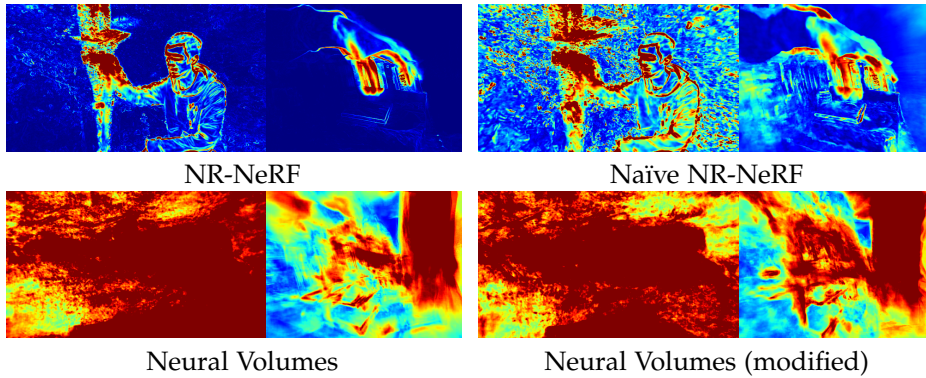 NR-NeRF
Naïve NR-NeRF
Neural Volumes
Neural Volumes (modified)